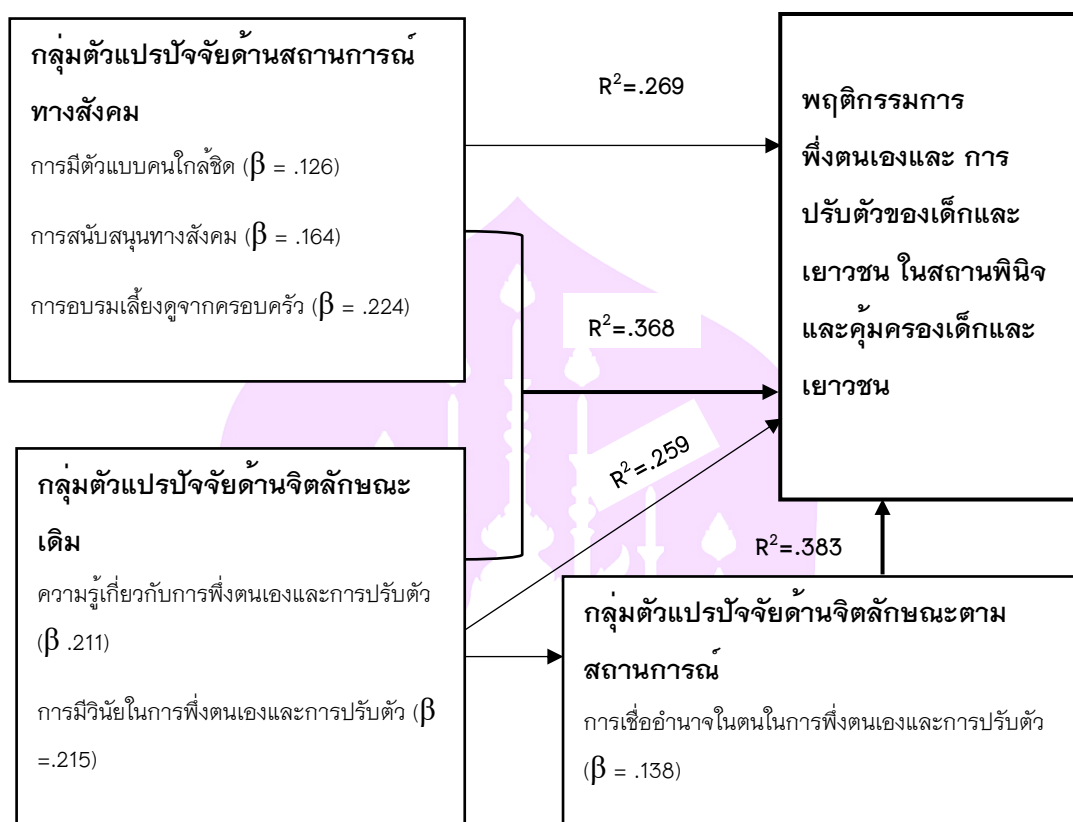 กลุ่มตัวแปรปัจจัยด้านสถานการณ์
ทางสังคม
การมีตัวแบบคนใกล้ชิด (β = .126)
การสนับสนุนทางสังคม (β = .164)
การอบรมเลี้ยงดูจากครอบครัว (β = .224)
R²=.269
พฤติกรรมการ
พึ่งตนเองและ การ
ปรับตัวของเด็กและ
เยาวชน ในสถานพินิจ
และคุ้มครองเด็กและ
เยาวชน
R²=.368
R²=.259
กลุ่มตัวแปรปัจจัยด้านจิตลักษณะ
เดิม
ความรู้เกี่ยวกับการพึ่งตนเองและการปรับตัว
(β .211)
การมีวินัยในการพึ่งตนเองและการปรับตัว (β
=.215)
R²=.383
กลุ่มตัวแปรปัจจัยด้านจิตลักษณะตาม
สถานการณ์
การเชื่ออำนาจในตนในการพึ่งตนเองและการปรับตัว
(β = .138)